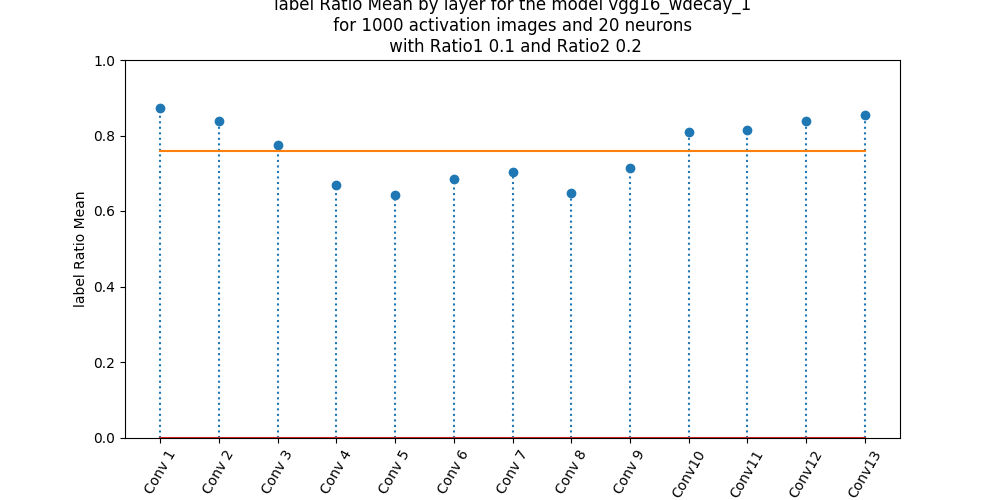 label Ratio Mean by layer for the model vgg16_wdecay_1
for 1000 activation images and 20 neurons
with Ratio1 0.1 and Ratio2 0.2
label Ratio Mean
1.0
0.8
0.6
0.4
0.2
0.0
Conv 1
Conv 2
Conv 3
Conv 4
Conv 5
Conv 6
Conv 7
Conv 8
Conv 9
Conv10
Conv11
Conv12
Conv13